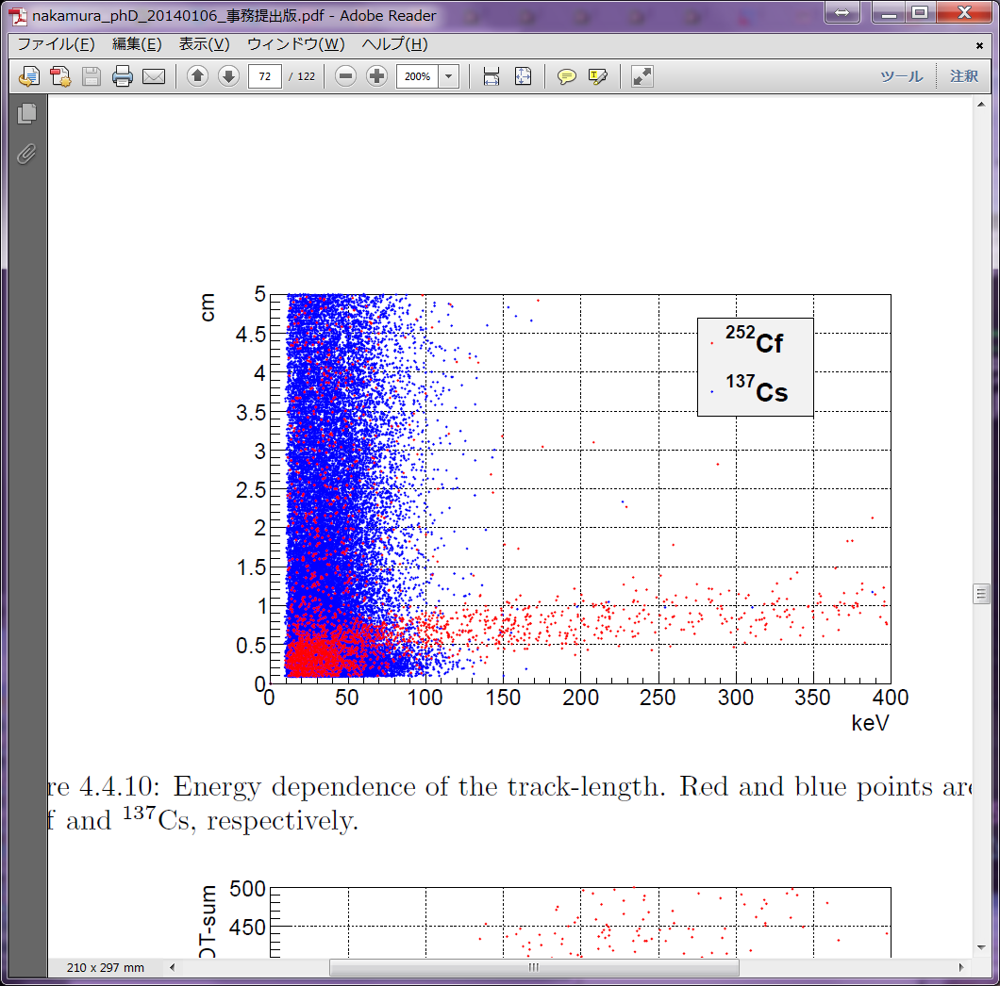 nakamura_phD_20140106_事務提出版.pdf - Adobe Reader
ファイル(F) 編集(E) 表示(V) ウィンドウ(W) ヘルプ(H)
72 / 122 200% ツール 注釈
cm
5
4.5
4
3.5
3
2.5
2
1.5
1
0.5
0
252Cf
137Cs
0 50 100 150 200 250 300 350 400
keV
re 4.4.10: Energy dependence of the track-length. Red and blue points are
f and 137Cs, respectively.
OT-sum
500
450
210 x 297 mm